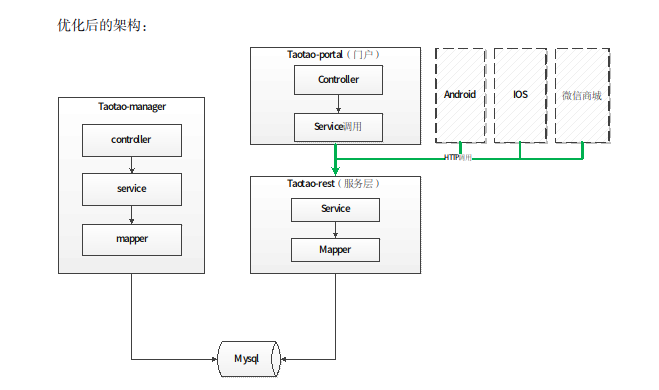 优化后的架构：
Taotao-portal（门户）
Controller
Service调用
Android
IOS
微信商城
HTTP调用
Taotao-manager
controller
service
mapper
Taotao-rest（服务层）
Service
Mapper
Mysql